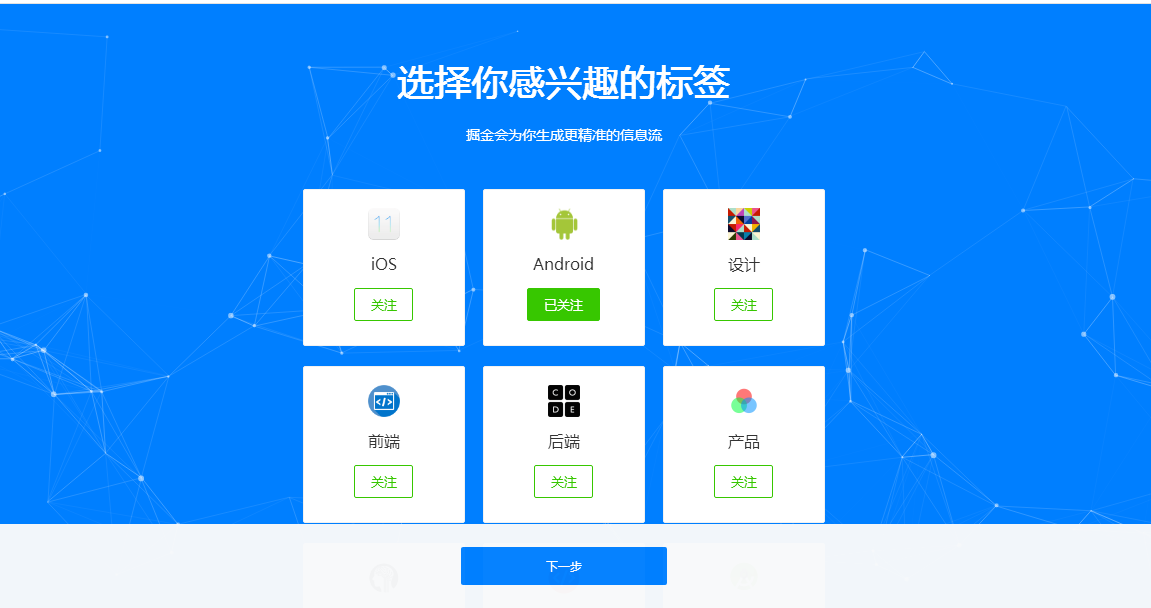 选择你感兴趣的标签
掘金会为你生成更精准的信息流
11
iOS
Android
设计
关注
已关注
关注
CO
DE
前端
后端
产品
关注
关注
关注
下一步